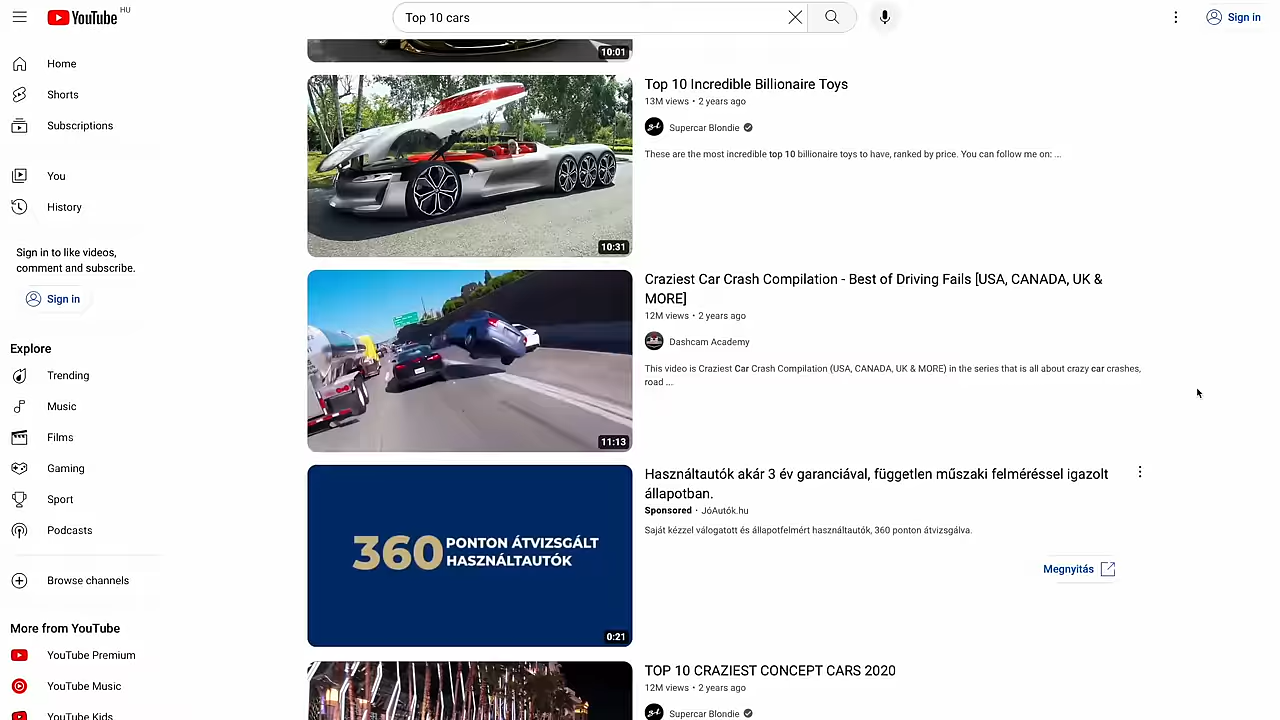 YouTube HU
Top 10 cars
Sign in
Home
Shorts
Subscriptions
You
History
Sign in to like videos,
comment and subscribe.
Sign in
Explore
Trending
Music
Films
Gaming
Sport
Podcasts
Browse channels
More from YouTube
YouTube Premium
YouTube Music
YouTube Kids
10:01
10:31
Top 10 Incredible Billionaire Toys
13M views • 2 years ago
Supercar Blondie
These are the most incredible top 10 billionaire toys to have, ranked by price. You can follow me on: ...
11:13
Craziest Car Crash Compilation - Best of Driving Fails [USA, CANADA, UK &
MORE]
12M views • 2 years ago
Dashcam Academy
This video is Craziest Car Crash Compilation (USA, CANADA, UK & MORE) in the series that is all about crazy car crashes,
road ...
360 PONTON ÁTVIZSGÁLT
HASZNÁLTAUTÓK
0:21
Használtautók akár 3 év garanciával, független műszaki felméréssel igazolt
állapotban.
Sponsored · JóAutók.hu
Saját kézzel válogatott és állapotfelmért használtautók, 360 ponton átvizsgálva.
Megnyitás
TOP 10 CRAZIEST CONCEPT CARS 2020
12M views • 2 years ago
Supercar Blondie